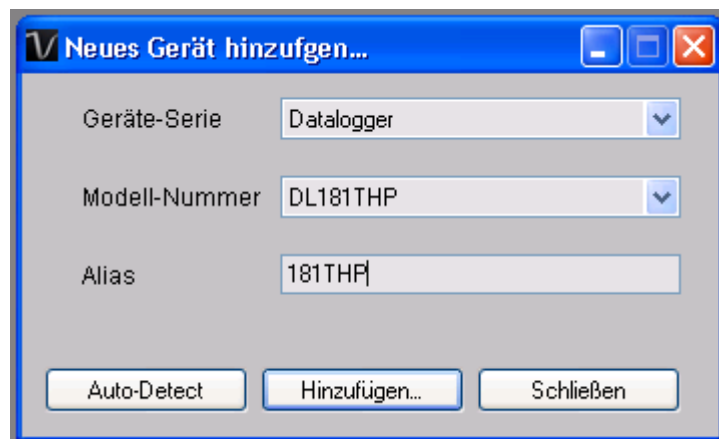 Neues Gerät hinzufgen...
Geräte-Serie Datalogger
Modell-Nummer DL181THP
Alias 181THP
Auto-Detect Hinzufügen... Schließen